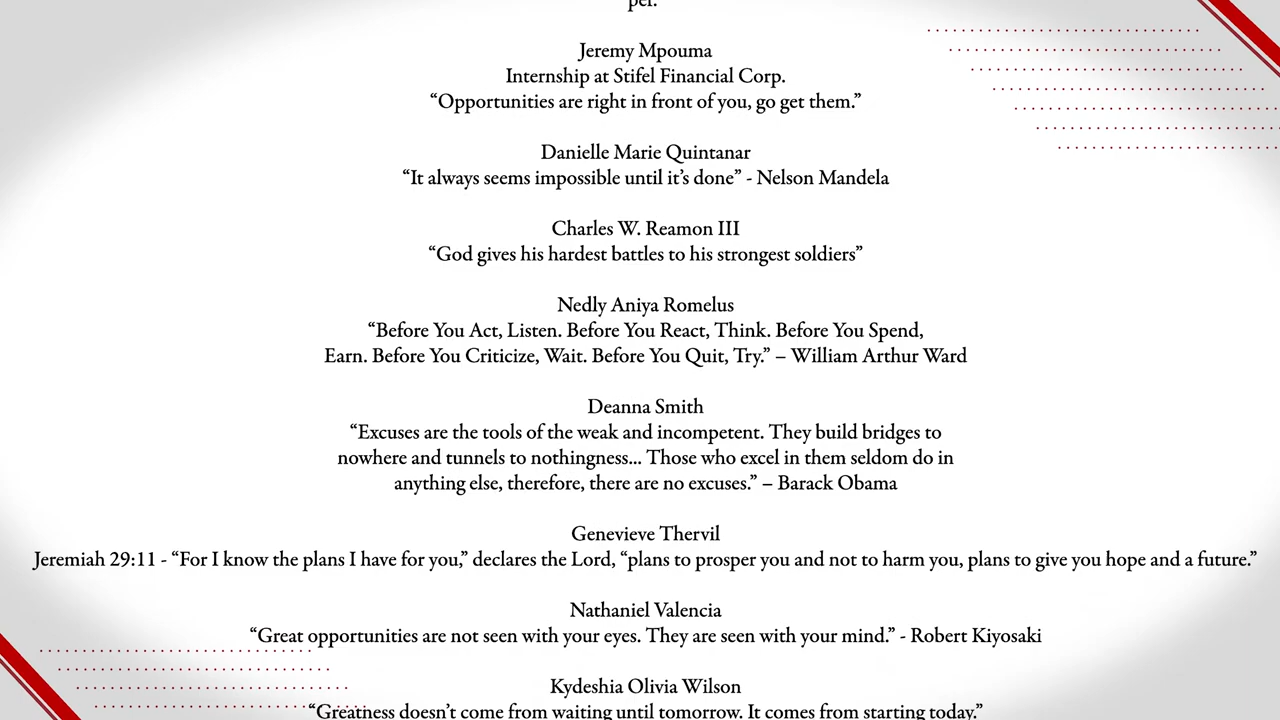 Jeremy Mpouma
Internship at Stifel Financial Corp.
“Opportunities are right in front of you, go get them.”
Danielle Marie Quintanar
“It always seems impossible until it’s done” - Nelson Mandela
Charles W. Reamon III
“God gives his hardest battles to his strongest soldiers”
Nedly Aniya Romelus
“Before You Act, Listen. Before You React, Think. Before You Spend,
Earn. Before You Criticize, Wait. Before You Quit, Try.” – William Arthur Ward
Deanna Smith
“Excuses are the tools of the weak and incompetent. They build bridges to
nowhere and tunnels to nothingness... Those who excel in them seldom do in
anything else, therefore, there are no excuses.” – Barack Obama
Genevieve Thervil
Jeremiah 29:11 - “For I know the plans I have for you,” declares the Lord, “plans to prosper you and not to harm you, plans to give you hope and a future.”
Nathaniel Valencia
“Great opportunities are not seen with your eyes. They are seen with your mind.” - Robert Kiyosaki
Kydeshia Olivia Wilson
“Greatness doesn’t come from waiting until tomorrow. It comes from starting today.”